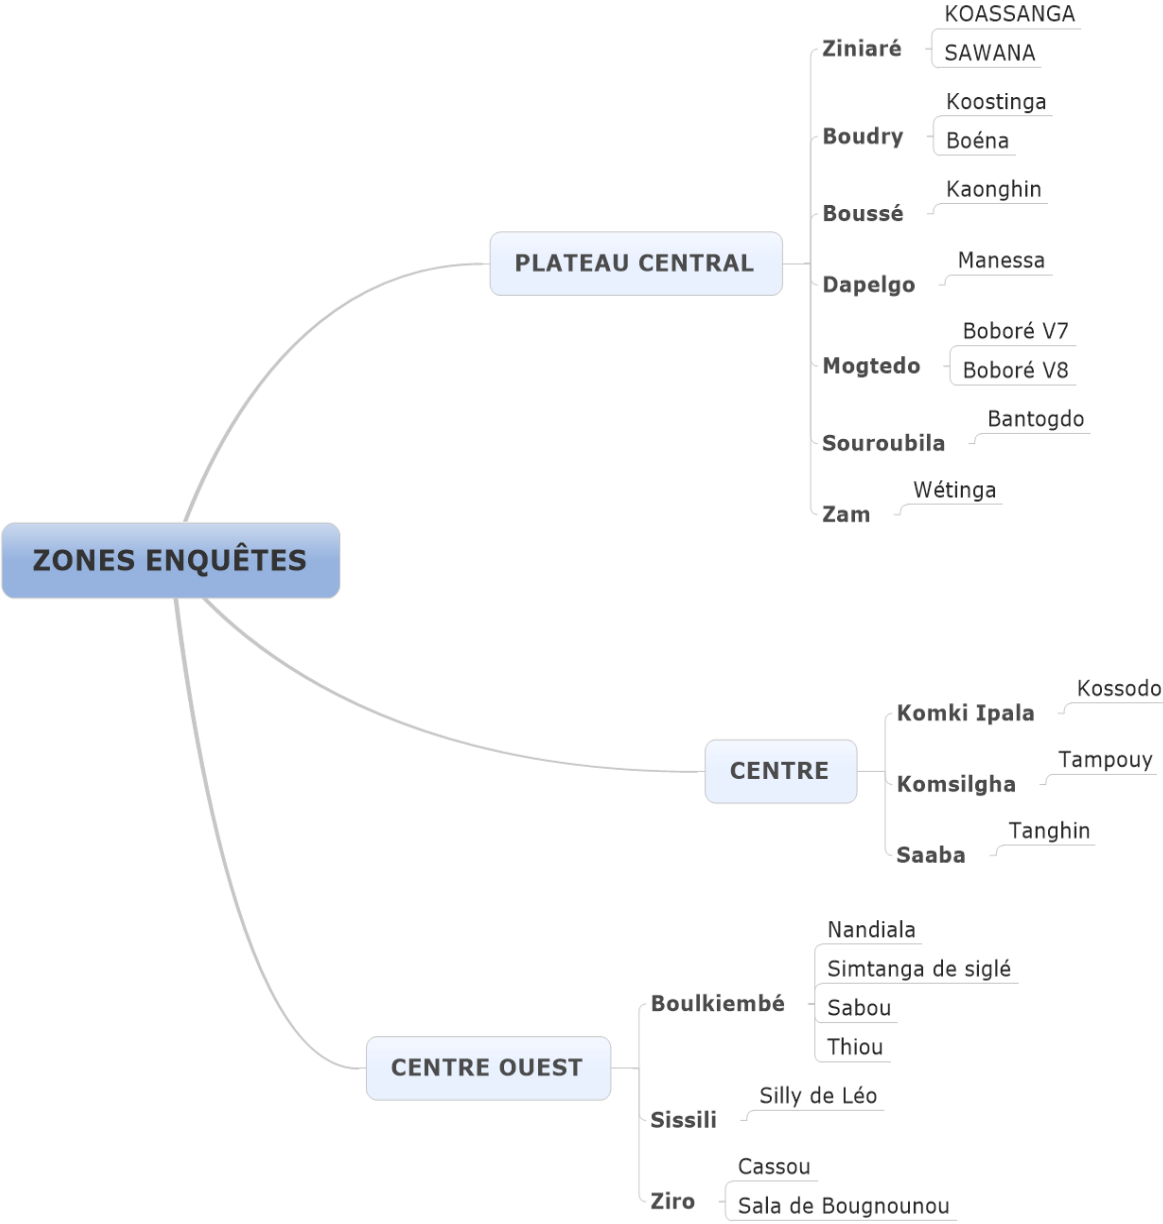 ZONES ENQUÊTES
PLATEAU CENTRAL
Ziniaré
KOASSANGA
SAWANA
Boudry
Koostinga
Boéna
Boussé
Kaonghin
Dapelgo
Manessa
Mogtedo
Boboré V7
Boboré V8
Souroubila
Bantogdo
Zam
Wétinga
CENTRE
Komki Ipala
Kossodo
Komsilgha
Tampouy
Saaba
Tanghin
CENTRE OUEST
Boulkiembé
Nandiala
Simtanga de siglé
Sabou
Thiou
Sissili
Silly de Léo
Ziro
Cassou
Sala de Bougnounou